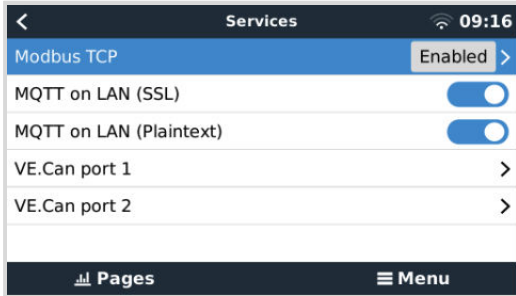 Services 09:16
Modbus TCP Enabled
MQTT on LAN (SSL)
MQTT on LAN (Plaintext)
VE.Can port 1
VE.Can port 2
Pages Menu